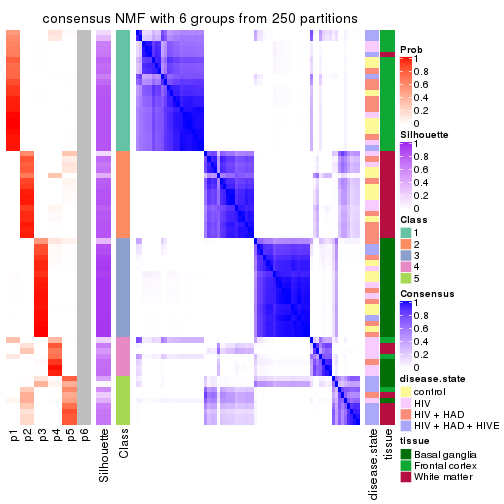 consensus NMF with 6 groups from 250 partitions
Prob
1
0.8
0.6
0.4
0.2
0
Silhouette
1
0.8
0.6
0.4
0.2
0
Class
1
2
3
4
5
Consensus
1
0.8
0.6
0.4
0.2
0
disease.state
control
HIV
HIV + HAD
HIV + HAD + HIVE
tissue
Basal ganglia
Frontal cortex
White matter
p1
p2
p3
p4
p5
p6
Silhouette
Class
disease.state
tissue